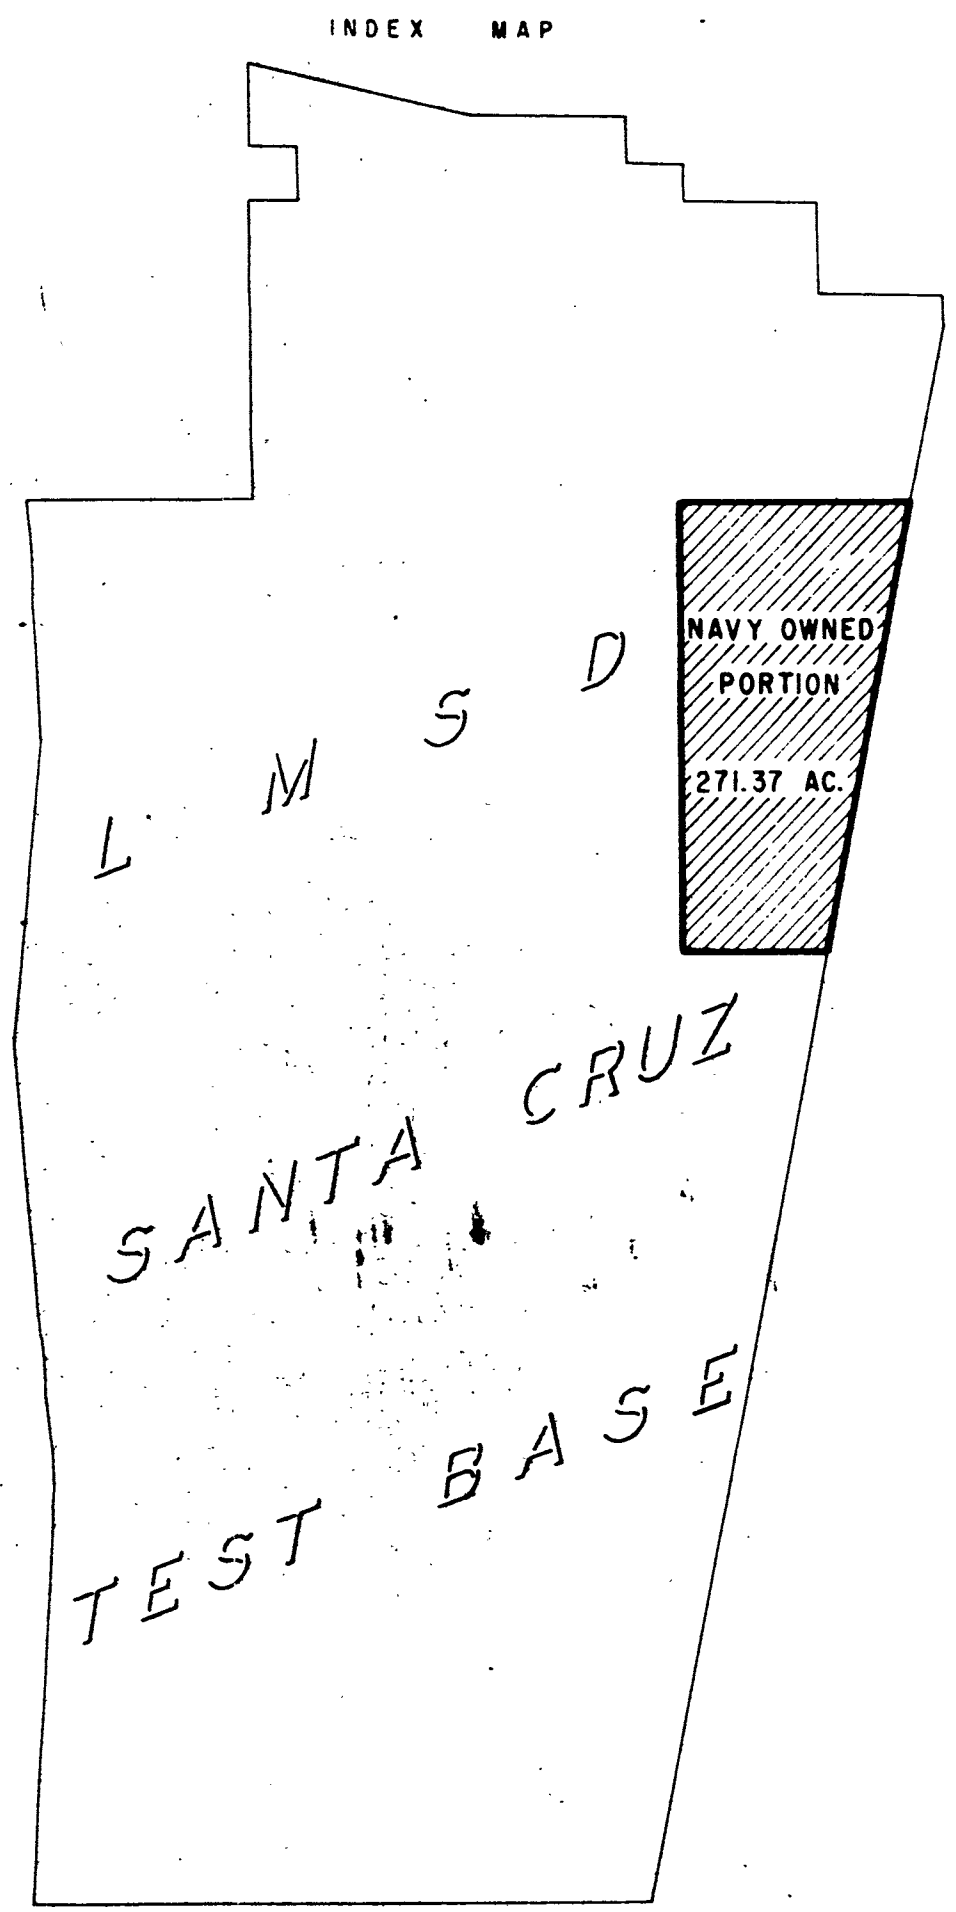 INDEX MAP
NAVY OWNED
PORTION
271.37 AC.
L M S D
SANTA CRUZ
TEST BASE